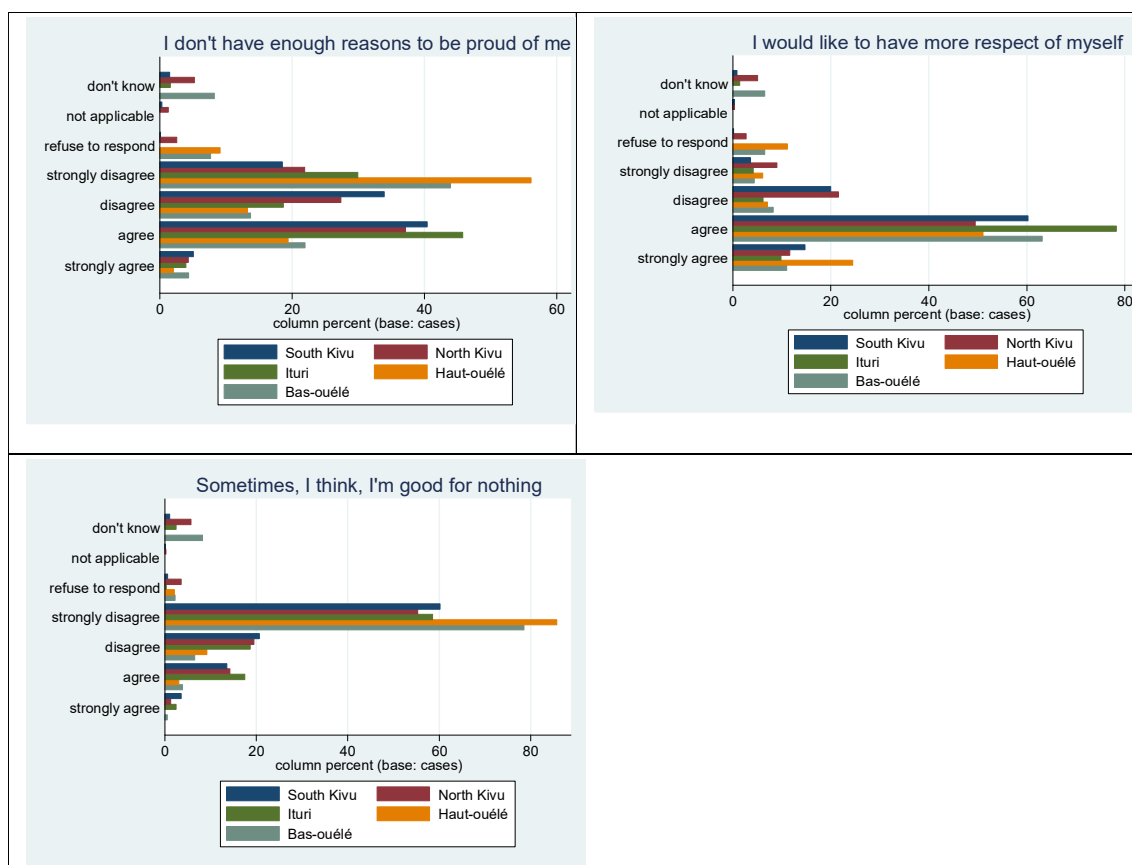 I don't have enough reasons to be proud of me
don't know
not applicable
refuse to respond
strongly disagree
disagree
agree
strongly agree
0 20 40 60
column percent (base: cases)
South Kivu North Kivu
Ituri Haut-ouélé
Bas-ouélé
I would like to have more respect of myself
don't know
not applicable
refuse to respond
strongly disagree
disagree
agree
strongly agree
0 20 40 60 80
column percent (base: cases)
South Kivu North Kivu
Ituri Haut-ouélé
Bas-ouélé
Sometimes, I think, I'm good for nothing
don't know
not applicable
refuse to respond
strongly disagree
disagree
agree
strongly agree
0 20 40 60 80
column percent (base: cases)
South Kivu North Kivu
Ituri Haut-ouélé
Bas-ouélé